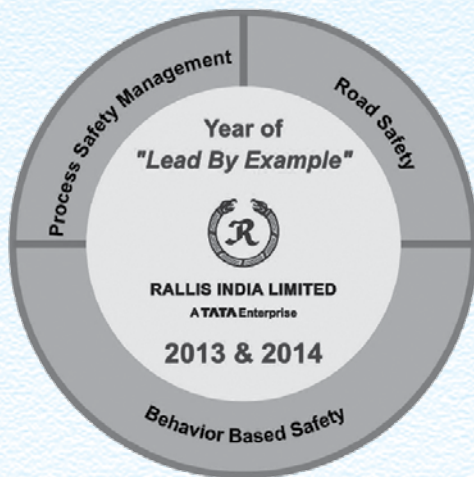 Process Safety Management
Road Safety
Year of
"Lead By Example"
R
RALLIS INDIA LIMITED
A TATA Enterprise
2013 & 2014
Behavior Based Safety